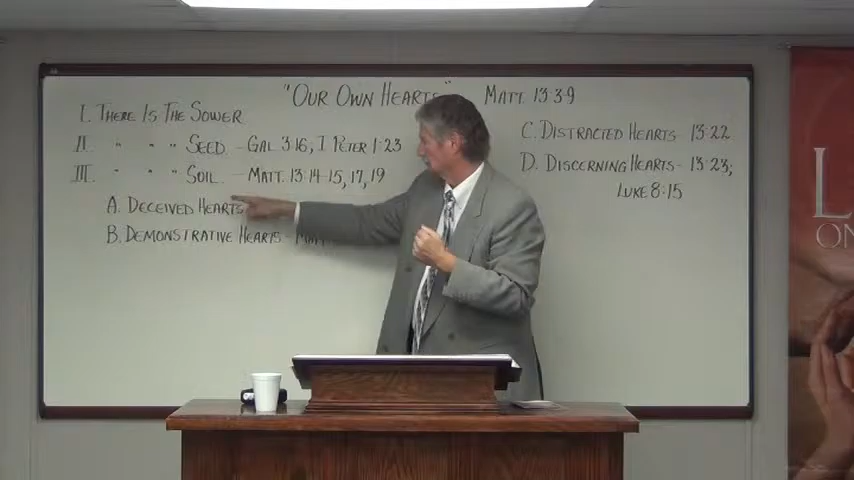 "OUR OWN HEARTS" MATT. 13:3-9
I. THERE IS THE SOWER
II. " " " SEED - GAL 3:16, I PETER 1:23
III. " " " SOIL - MATT. 13:14-15, 17, 19
A. DECEIVED HEARTS
B. DEMONSTRATIVE HEARTS - MATT
C. DISTRACTED HEARTS - 13:22
D. DISCERNING HEARTS - 13:23;
LUKE 8:15
L
ON